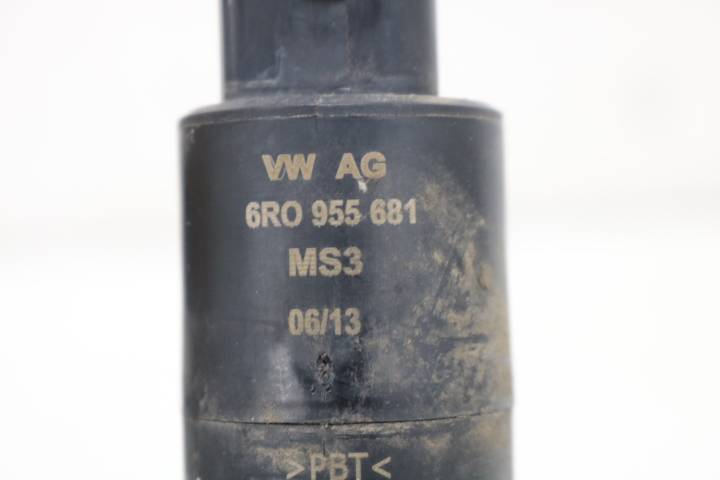 VW AG
6RO 955 681
MS3
06/13
>PBT<